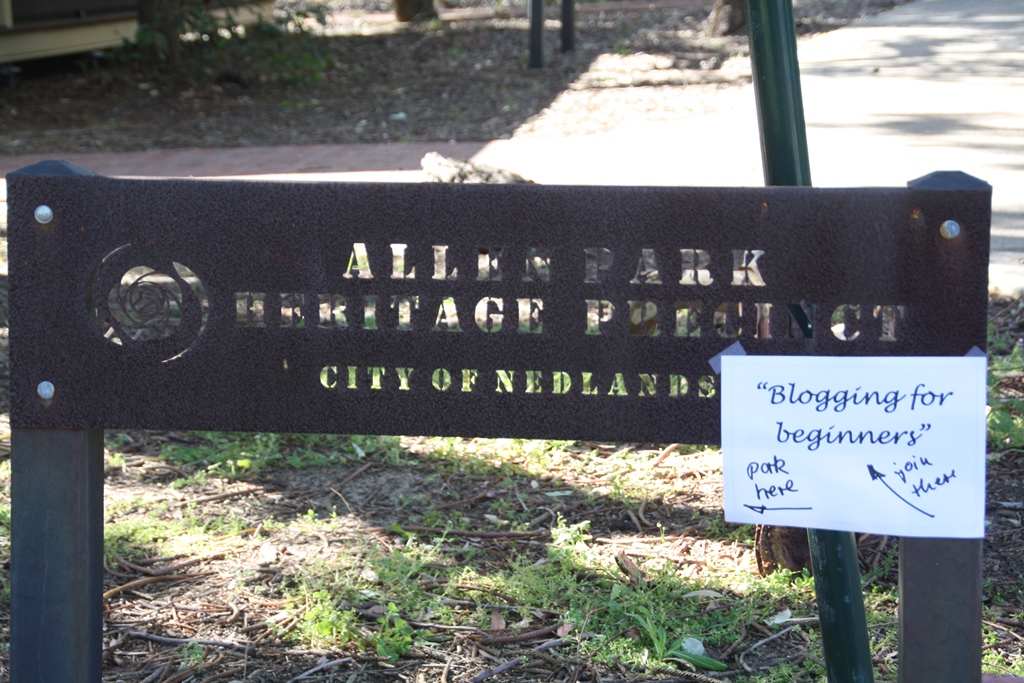 ALLEN PARK
HERITAGE PRECINCT
CITY OF NEDLANDS
“Blogging for
beginners”
park
here
join
there